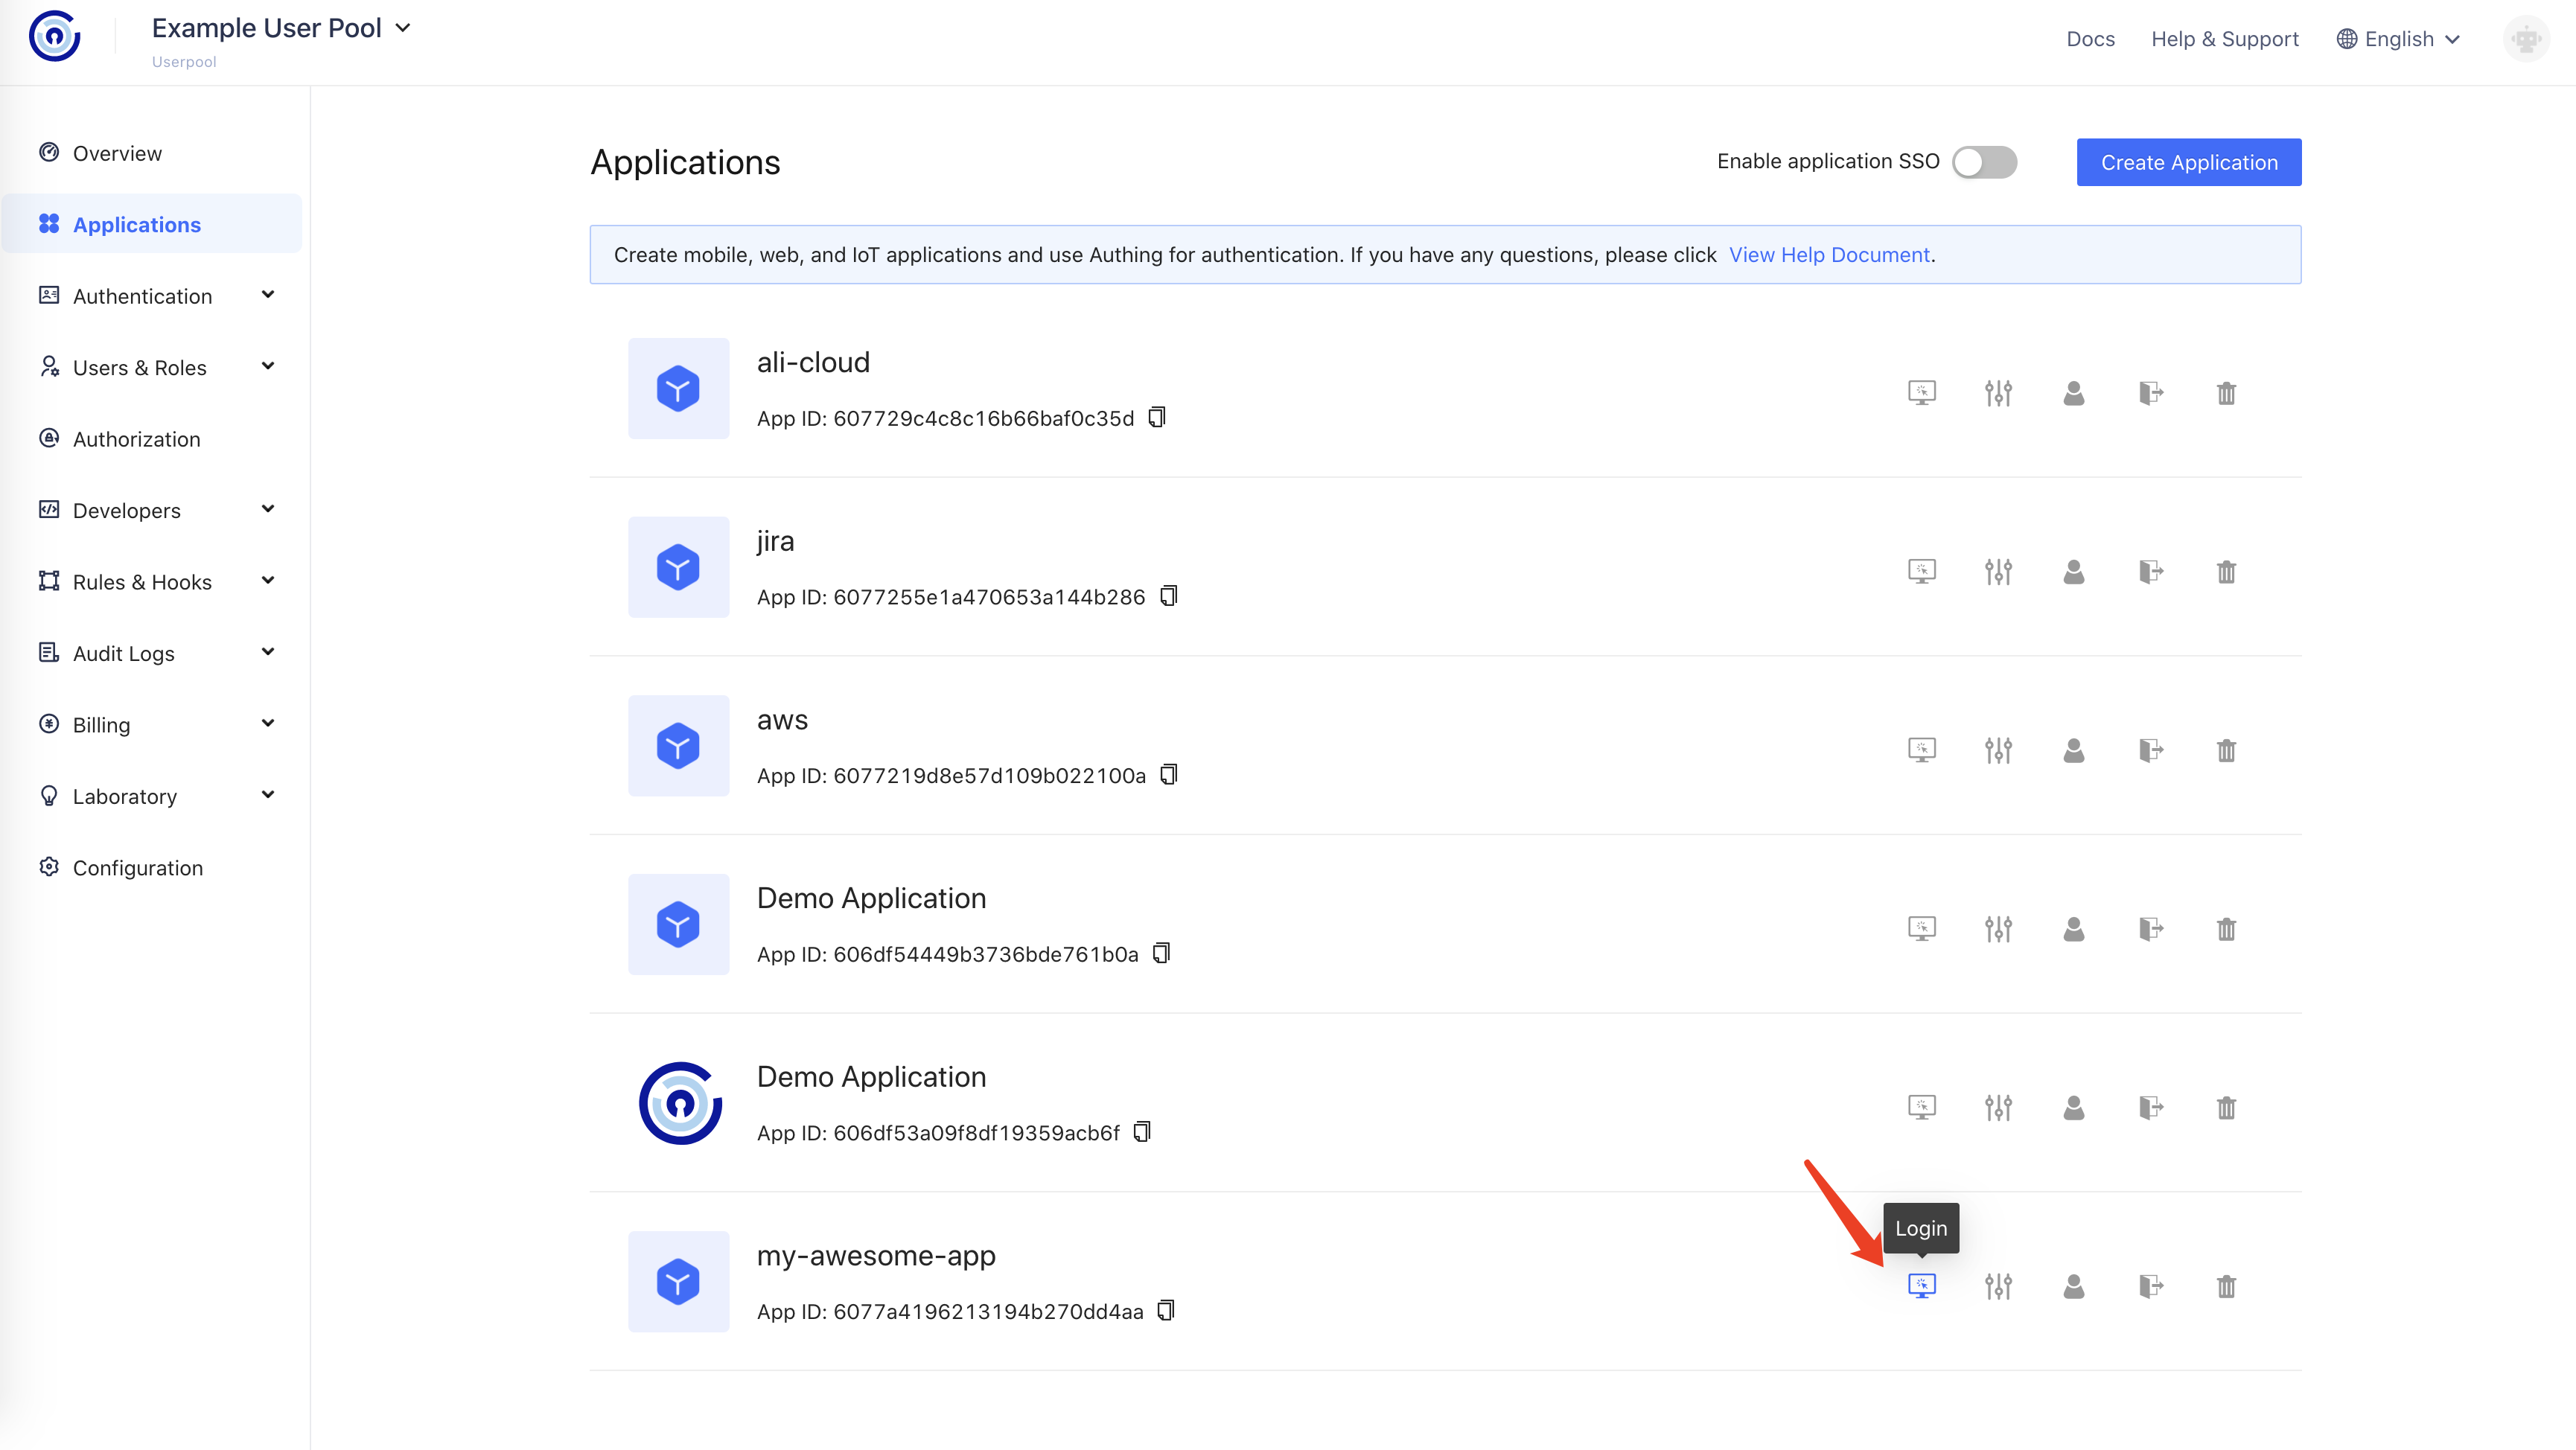 Example User Pool
Userpool
Docs
Help & Support
English
Overview
Applications
Authentication
Users & Roles
Authorization
Developers
Rules & Hooks
Audit Logs
Billing
Laboratory
Configuration
Applications
Enable application SSO
Create Application
Create mobile, web, and IoT applications and use Authing for authentication. If you have any questions, please click View Help Document.
ali-cloud
App ID: 607729c4c8c16b66baf0c35d
jira
App ID: 6077255e1a470653a144b286
aws
App ID: 6077219d8e57d109b022100a
Demo Application
App ID: 606df54449b3736bde761b0a
Demo Application
App ID: 606df53a09f8df19359acb6f
Login
my-awesome-app
App ID: 6077a4196213194b270dd4aa